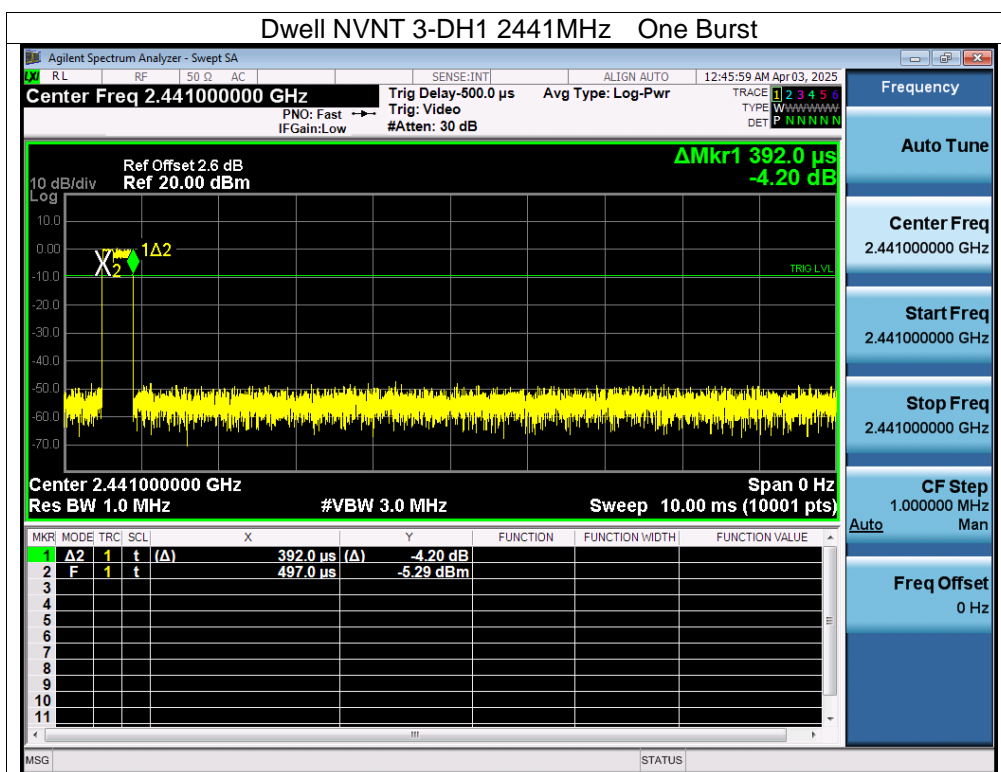 Dwell NVNT 3-DH1 2441MHz One Burst
Agilent Spectrum Analyzer - Swept SA
LXI RL RF 50 Ω AC SENSE:INT ALIGN AUTO 12:45:59 AM Apr 03, 2025
Center Freq 2.441000000 GHz
PNO: Fast
IFGain:Low
Trig Delay-500.0 µs
Trig: Video
#Atten: 30 dB
Avg Type: Log-Pwr
TRACE 1 2 3 4 5 6
TYPE WWWWWWW
DET P N N N N N
ΔMkr1 392.0 µs
-4.20 dB
Ref Offset 2.6 dB
10 dB/div Ref 20.00 dBm
Log
10.0
0.00
-10.0
-20.0
-30.0
-40.0
-50.0
-60.0
-70.0
1Δ2
X2
TRIG LVL
Center 2.441000000 GHz Span 0 Hz
Res BW 1.0 MHz #VBW 3.0 MHz Sweep 10.00 ms (10001 pts)
MKR MODE TRC SCL X Y FUNCTION FUNCTION WIDTH FUNCTION VALUE
1 Δ2 1 t (Δ) 392.0 µs (Δ) -4.20 dB
2 F 1 t 497.0 µs -5.29 dBm
3
4
5
6
7
8
9
10
11
MSG STATUS
Frequency
Auto Tune
Center Freq
2.441000000 GHz
Start Freq
2.441000000 GHz
Stop Freq
2.441000000 GHz
CF Step
1.000000 MHz
Auto Man
Freq Offset
0 Hz